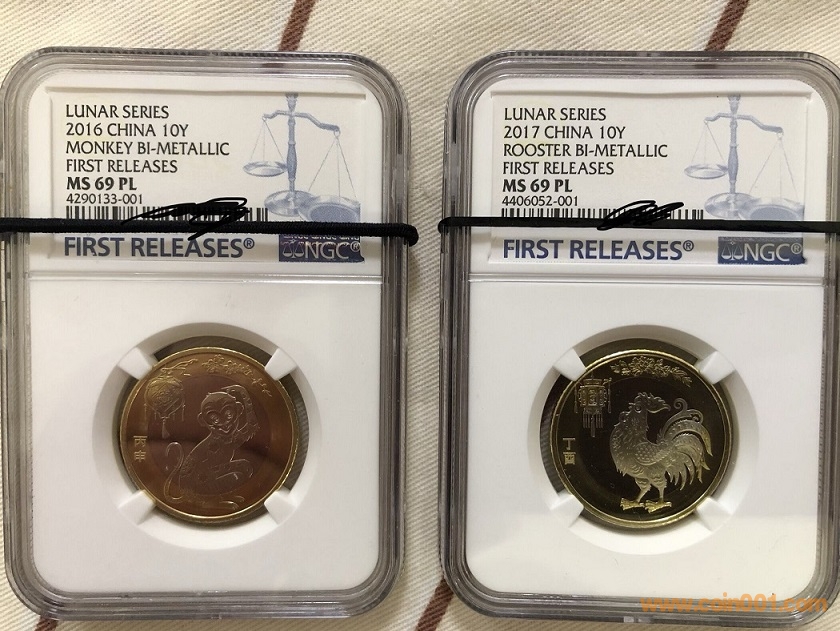 LUNAR SERIES
2016 CHINA 10Y
MONKEY BI-METALLIC
FIRST RELEASES
MS 69 PL
4290133-001
FIRST RELEASES®
NGC®
丙申
LUNAR SERIES
2017 CHINA 10Y
ROOSTER BI-METALLIC
FIRST RELEASES
MS 69 PL
4406052-001
FIRST RELEASES®
NGC®
丁酉
www.coin001.com